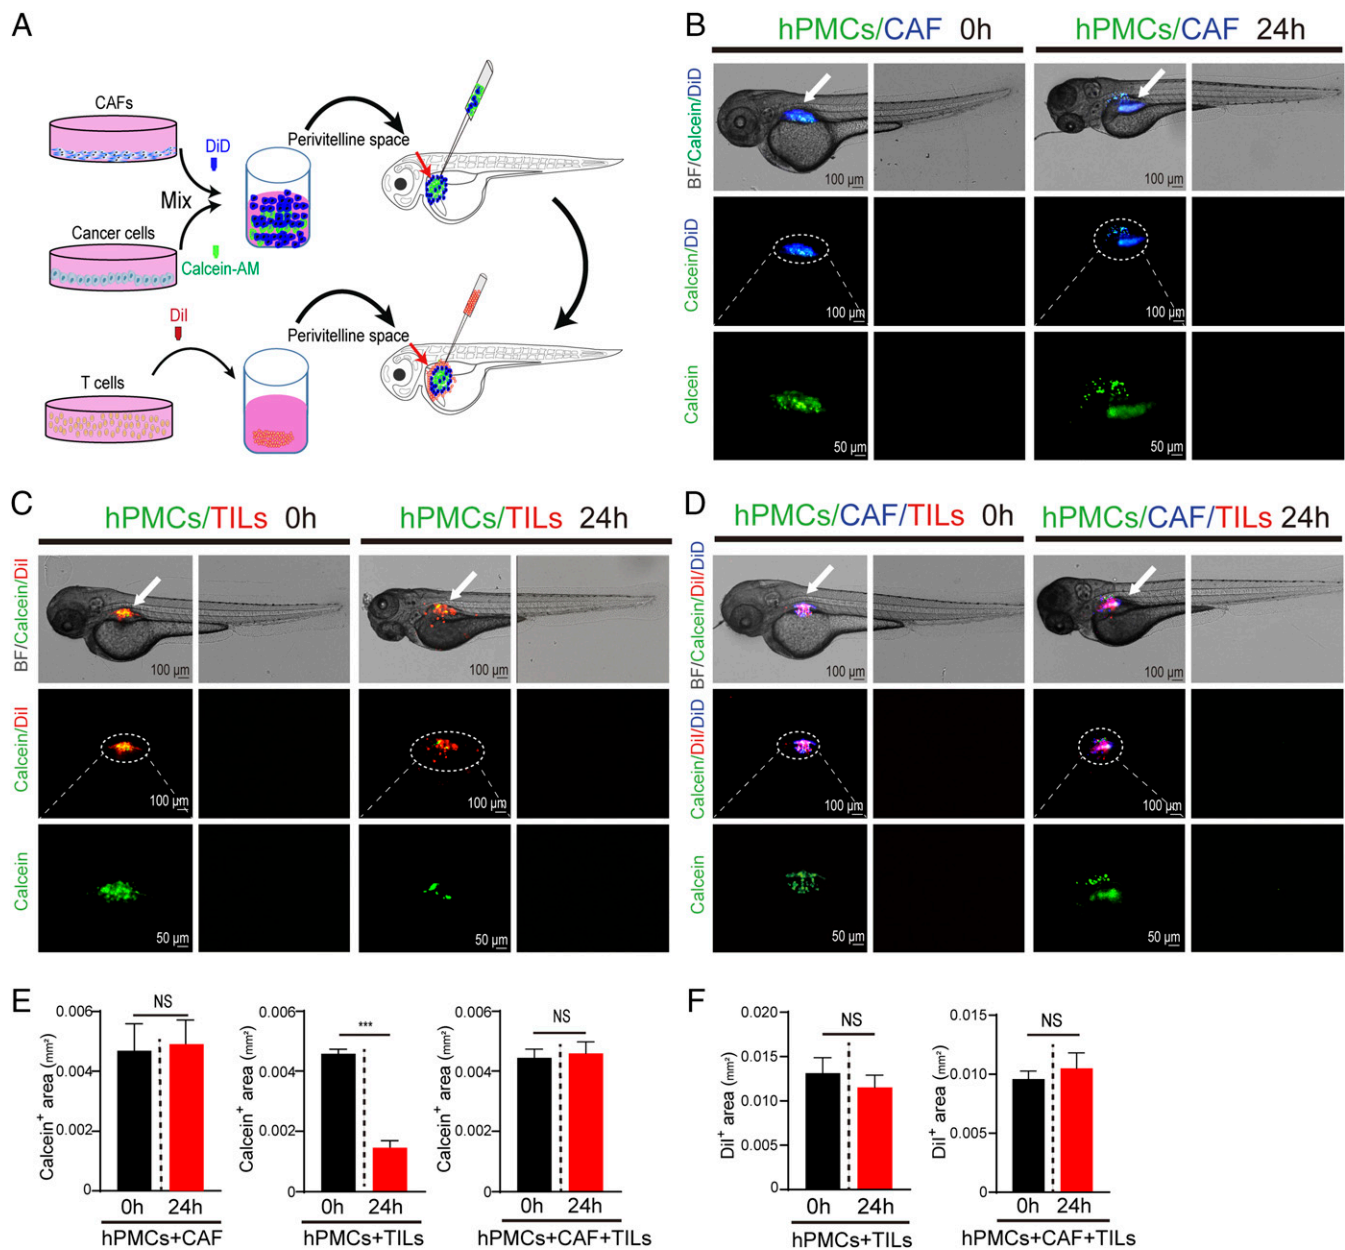 A
CAFs
DiD
Mix
Cancer cells
Calcein-AM
Perivitelline space
DiI
T cells
Perivitelline space
B
hPMCs/CAF 0h
hPMCs/CAF 24h
BF/Calcein/DiD
100 µm
100 µm
Calcein/DiD
100 µm
100 µm
Calcein
50 µm
50 µm
C
hPMCs/TILs 0h
hPMCs/TILs 24h
BF/Calcein/DiI
100 µm
100 µm
Calcein/DiI
100 µm
100 µm
Calcein
50 µm
50 µm
D
hPMCs/CAF/TILs 0h
hPMCs/CAF/TILs 24h
BF/Calcein/DiI/DiD
100 µm
100 µm
Calcein/DiI/DiD
100 µm
100 µm
Calcein
50 µm
50 µm
E
Calcein⁺ area (mm²)
0.006
0.004
0.002
0
NS
0h 24h
hPMCs+CAF
Calcein⁺ area (mm²)
0.006
0.004
0.002
0
***
0h 24h
hPMCs+TILs
Calcein⁺ area (mm²)
0.006
0.004
0.002
0
NS
0h 24h
hPMCs+CAF+TILs
F
DiI⁺ area (mm²)
0.020
0.015
0.010
0.005
0
NS
0h 24h
hPMCs+TILs
DiI⁺ area (mm²)
0.015
0.010
0.005
0
NS
0h 24h
hPMCs+CAF+TILs